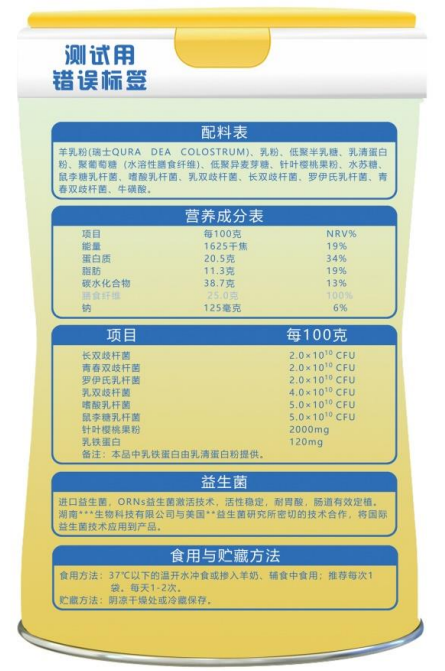 测试用
错误标签
配料表
羊乳粉(瑞士QURA DEA COLOSTRUM)、乳粉、低聚半乳糖、乳清蛋白
粉、聚葡萄糖 (水溶性膳食纤维)、低聚异麦芽糖、针叶樱桃果粉、水苏糖、
鼠李糖乳杆菌、嗜酸乳杆菌、乳双歧杆菌、长双歧杆菌、罗伊氏乳杆菌、青
春双歧杆菌、牛磺酸。
营养成分表
项目 每100克 NRV%
能量 1625千焦 19%
蛋白质 20.5克 34%
脂肪 11.3克 19%
碳水化合物 38.7克 13%
膳食纤维 25.0克 100%
钠 125毫克 6%
项目 每100克
长双歧杆菌 2.0×10¹⁰ CFU
青春双歧杆菌 2.0×10¹⁰ CFU
罗伊氏乳杆菌 2.0×10¹⁰ CFU
乳双歧杆菌 4.0×10¹⁰ CFU
嗜酸乳杆菌 5.0×10¹⁰ CFU
鼠李糖乳杆菌 5.0×10¹⁰ CFU
针叶樱桃果粉 2000mg
乳铁蛋白 120mg
备注：本品中乳铁蛋白由乳清蛋白粉提供。
益生菌
进口益生菌，ORNs益生菌激活技术，活性稳定，耐胃酸，肠道有效定植。
湖南***生物科技有限公司与美国**益生菌研究所密切的技术合作，将国际
益生菌技术应用到产品。
食用与贮藏方法
食用方法：37℃以下的温开水冲食或掺入羊奶、辅食中食用；推荐每次1
袋。每天1-2次。
贮藏方法：阴凉干燥处或冷藏保存。